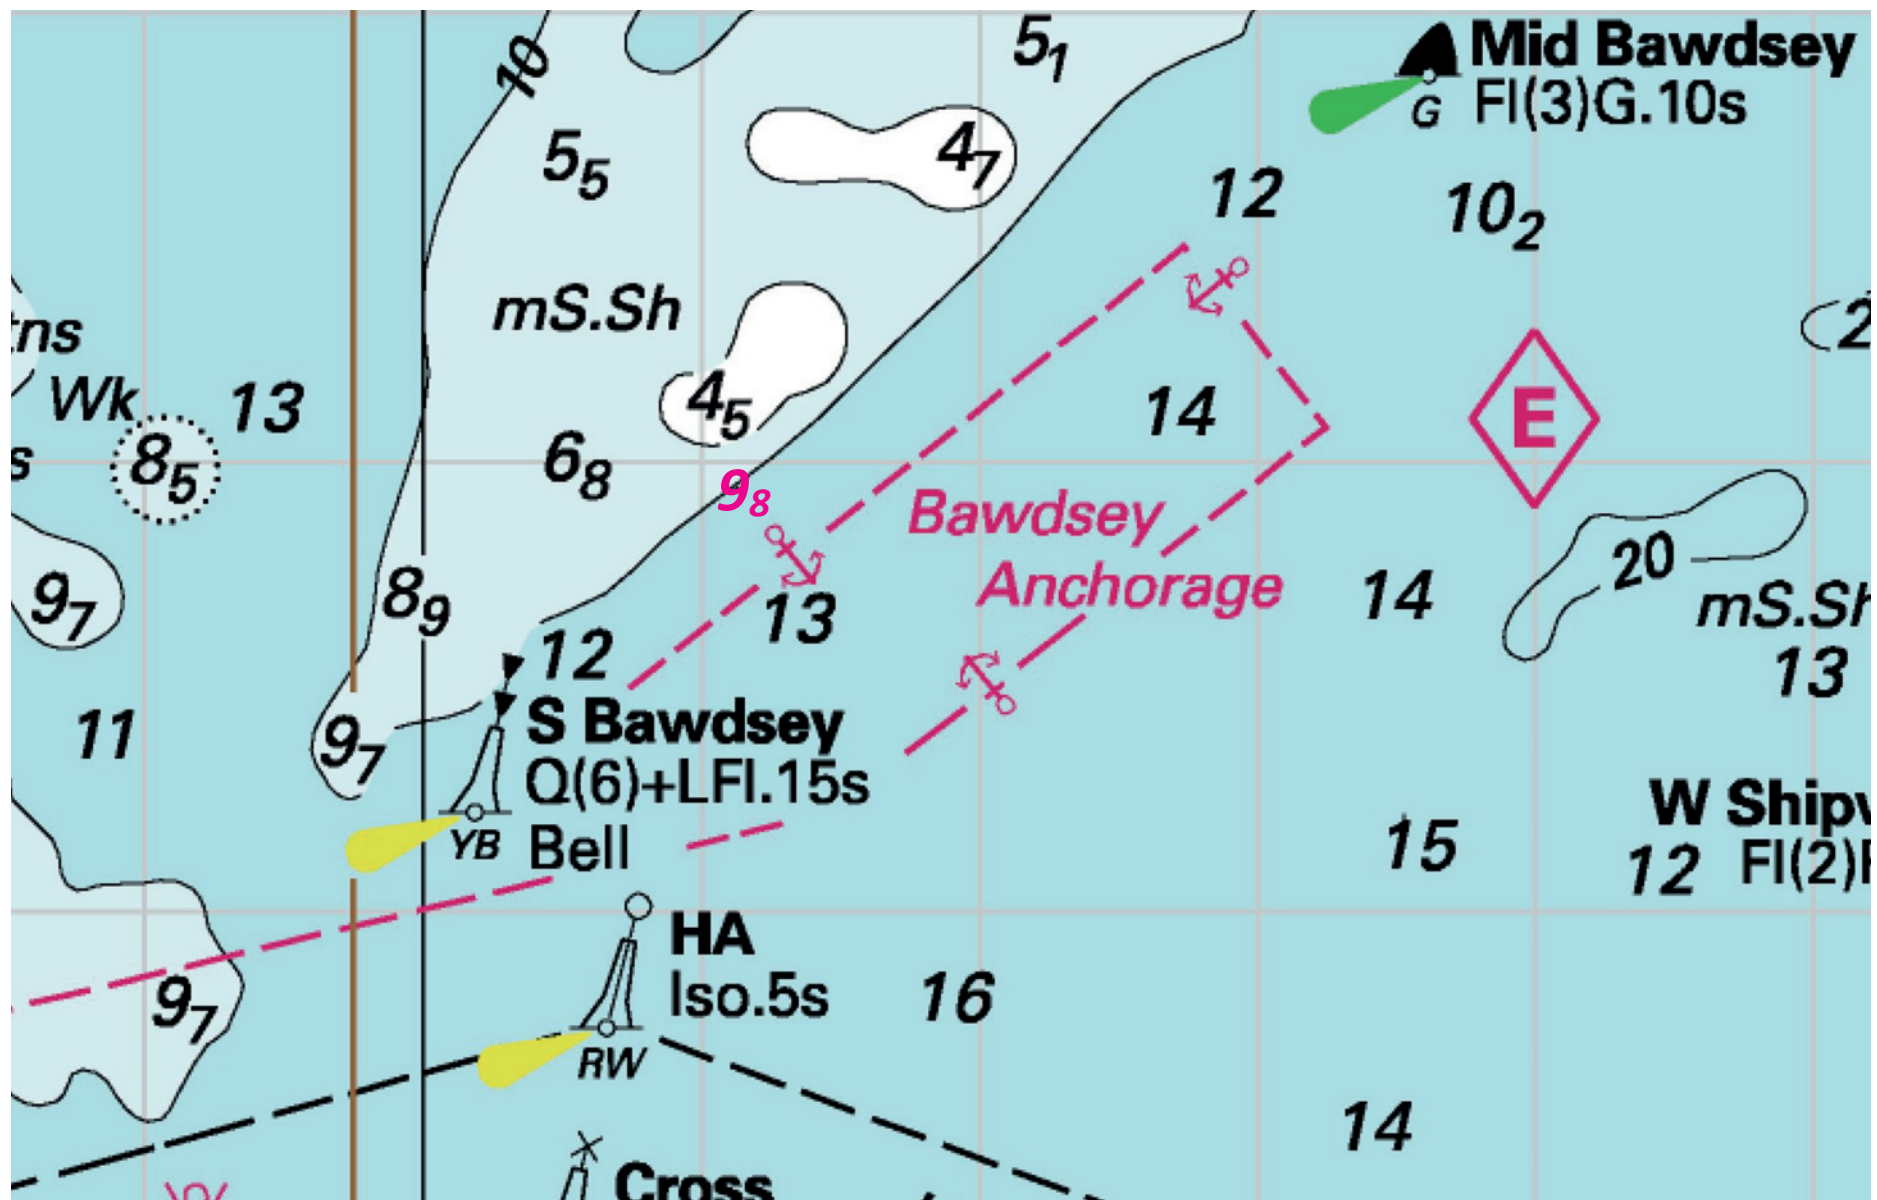 10
5₁
Mid Bawdsey
Fl(3)G.10s
G
5₅
4₇
12
10₂
mS.Sh
tns
Wk
13
4₅
14
E
2
s
8₅
6₈
9₈
Bawdsey
Anchorage
20
9₇
8₉
12
13
14
mS.Sh
13
11
9₇
S Bawdsey
Q(6)+LFl.15s
YB
Bell
15
W Shipw
12
Fl(2)R
HA
Iso.5s
9₇
16
RW
14
Cross